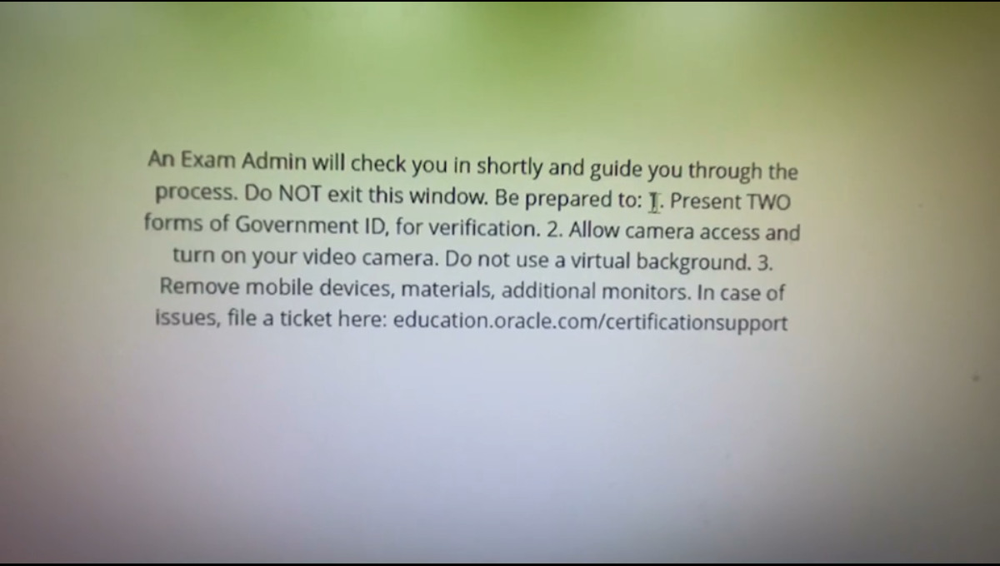 An Exam Admin will check you in shortly and guide you through the
process. Do NOT exit this window. Be prepared to: 1. Present TWO
forms of Government ID, for verification. 2. Allow camera access and
turn on your video camera. Do not use a virtual background. 3.
Remove mobile devices, materials, additional monitors. In case of
issues, file a ticket here: education.oracle.com/certificationsupport